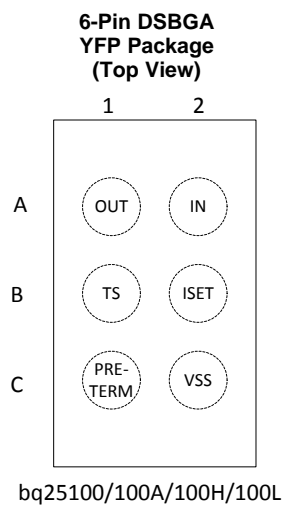 6-Pin DSBGA
YFP Package
(Top View)
1 2
A OUT IN
B TS ISET
C PRE-
TERM VSS
bq25100/100A/100H/100L